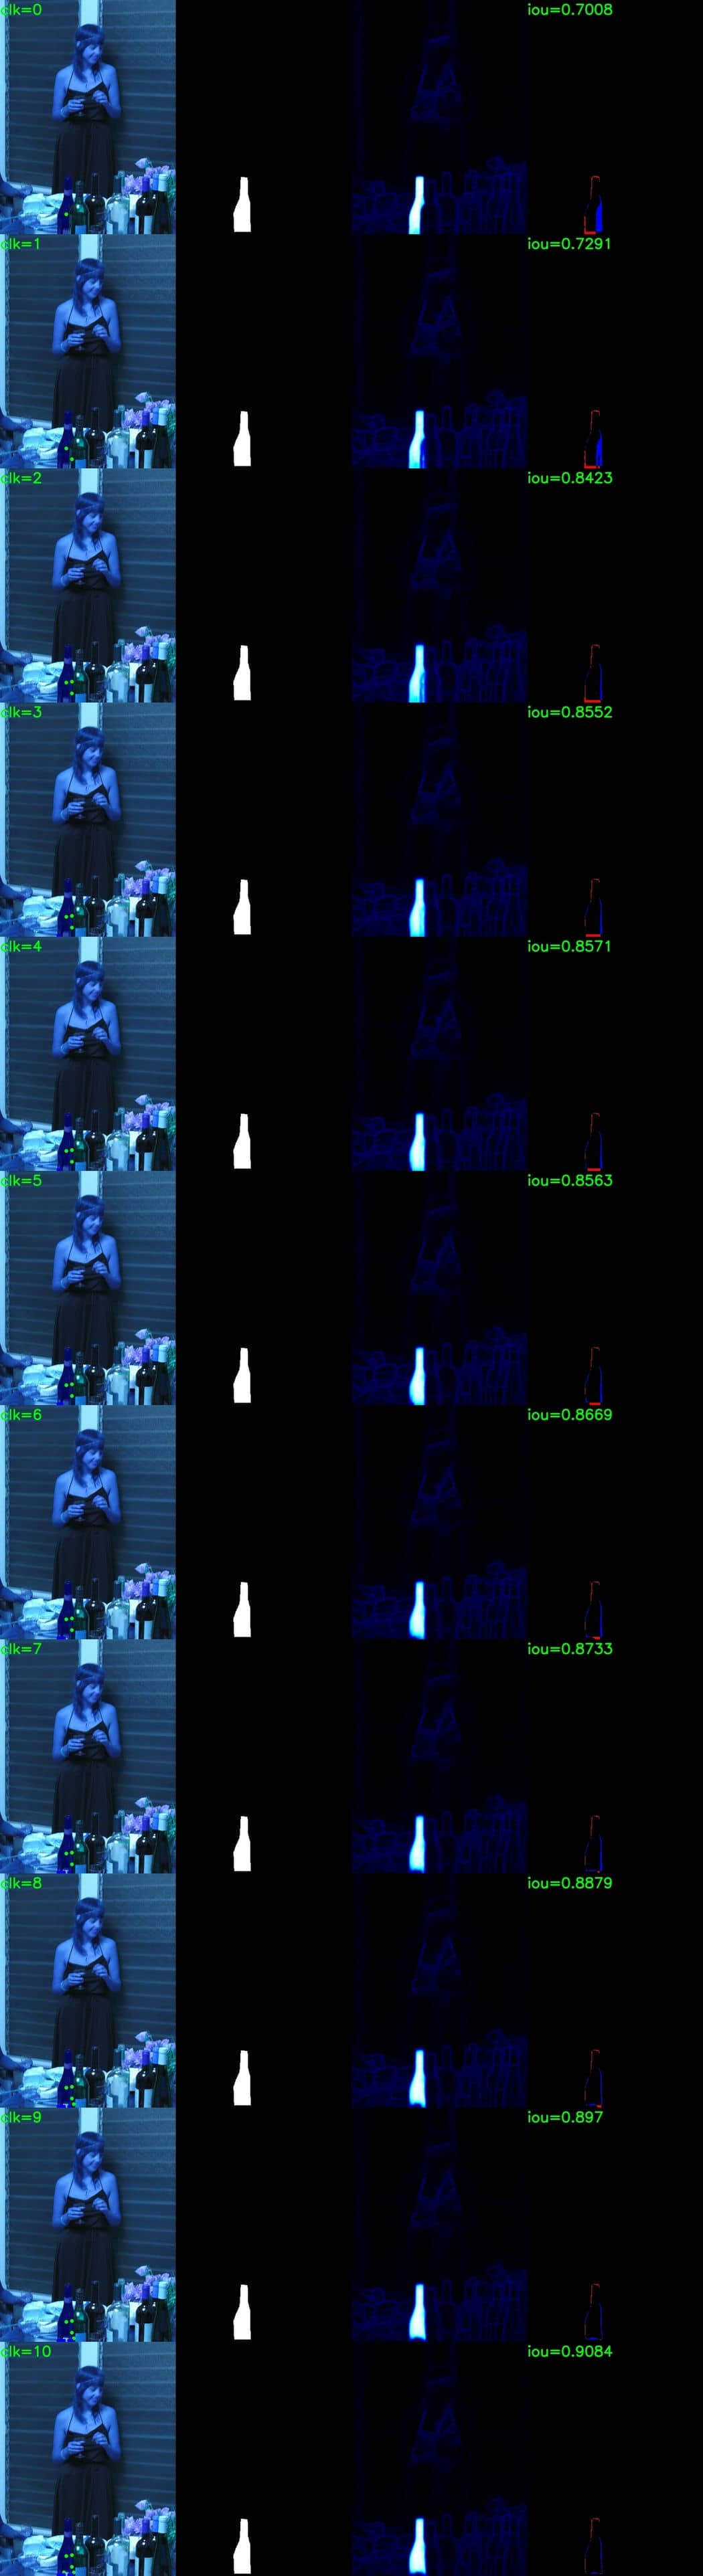 clk=0 iou=0.7008
clk=1 iou=0.7291
clk=2 iou=0.8423
clk=3 iou=0.8552
clk=4 iou=0.8571
clk=5 iou=0.8563
clk=6 iou=0.8669
clk=7 iou=0.8733
clk=8 iou=0.8879
clk=9 iou=0.897
clk=10 iou=0.9084